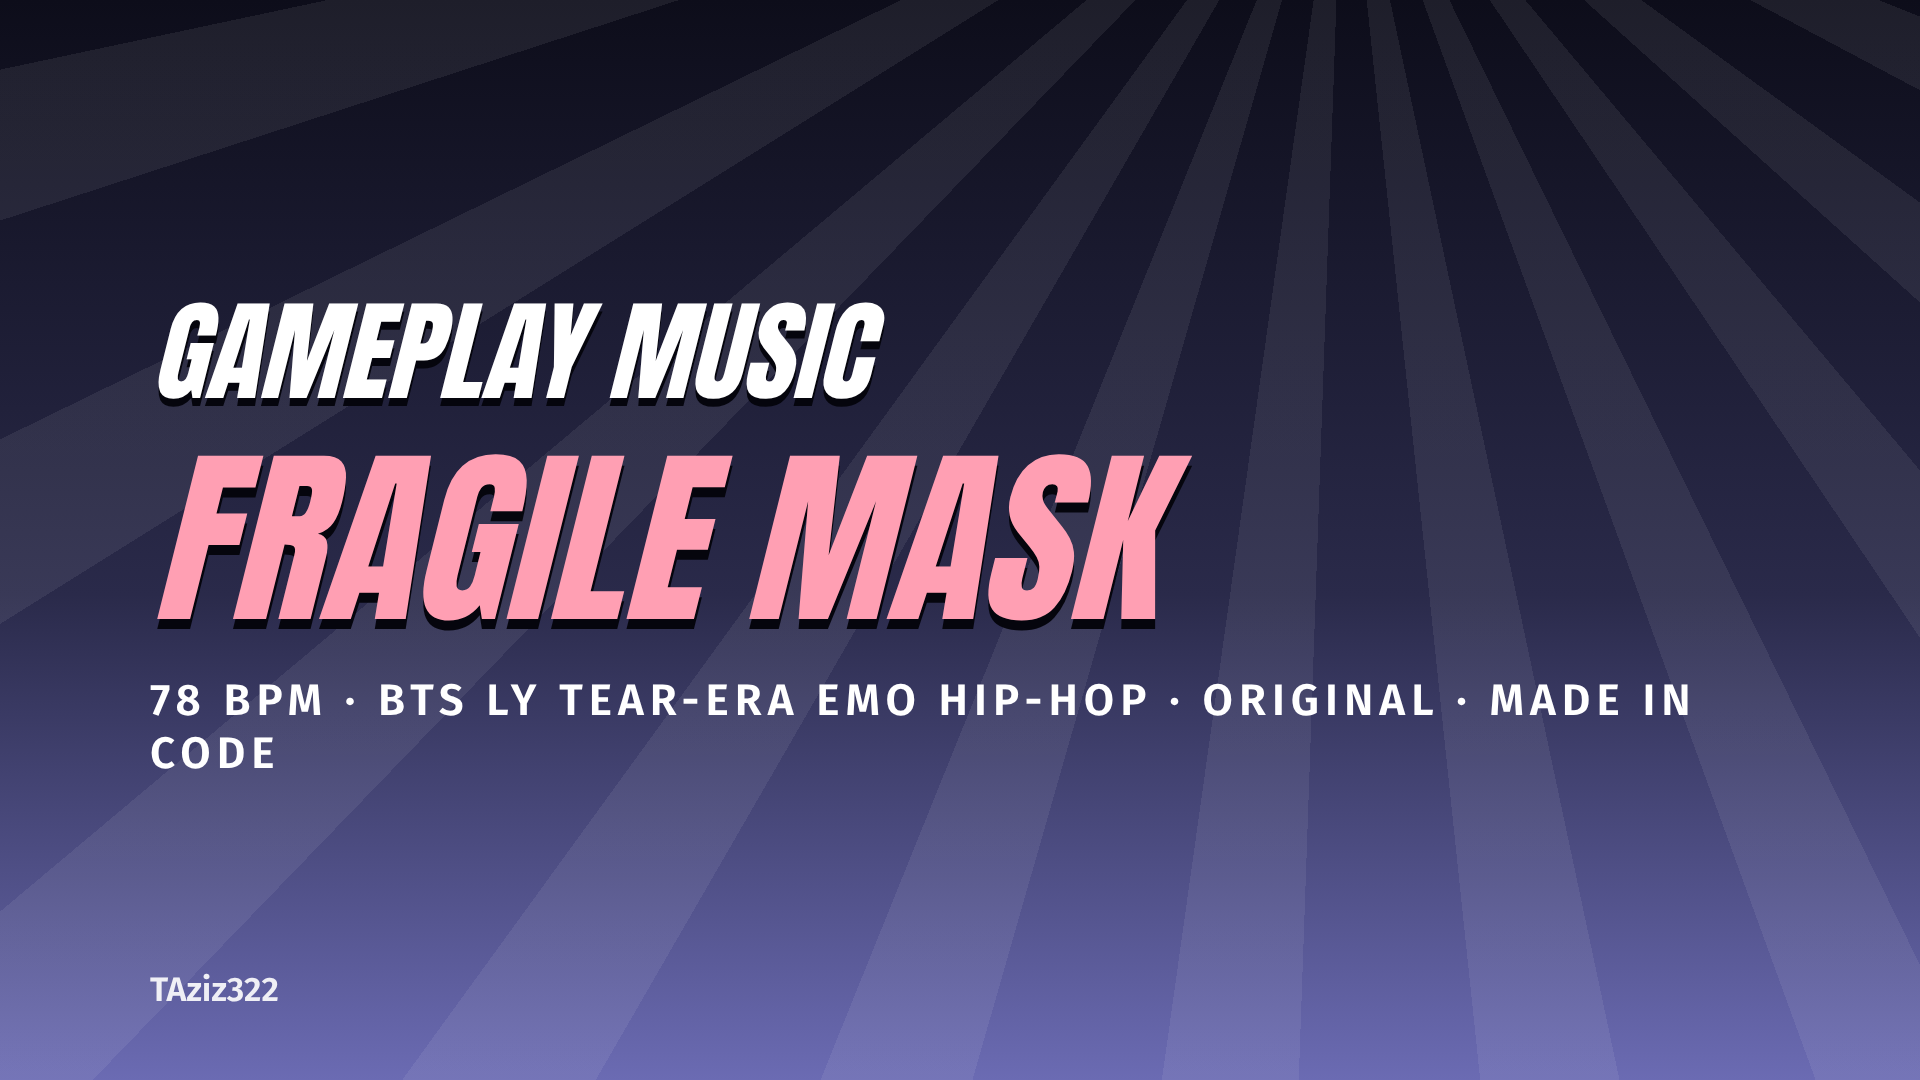 GAMEPLAY MUSIC
FRAGILE MASK
78 BPM · BTS LY TEAR-ERA EMO HIP-HOP · ORIGINAL · MADE IN
CODE
TAziz322